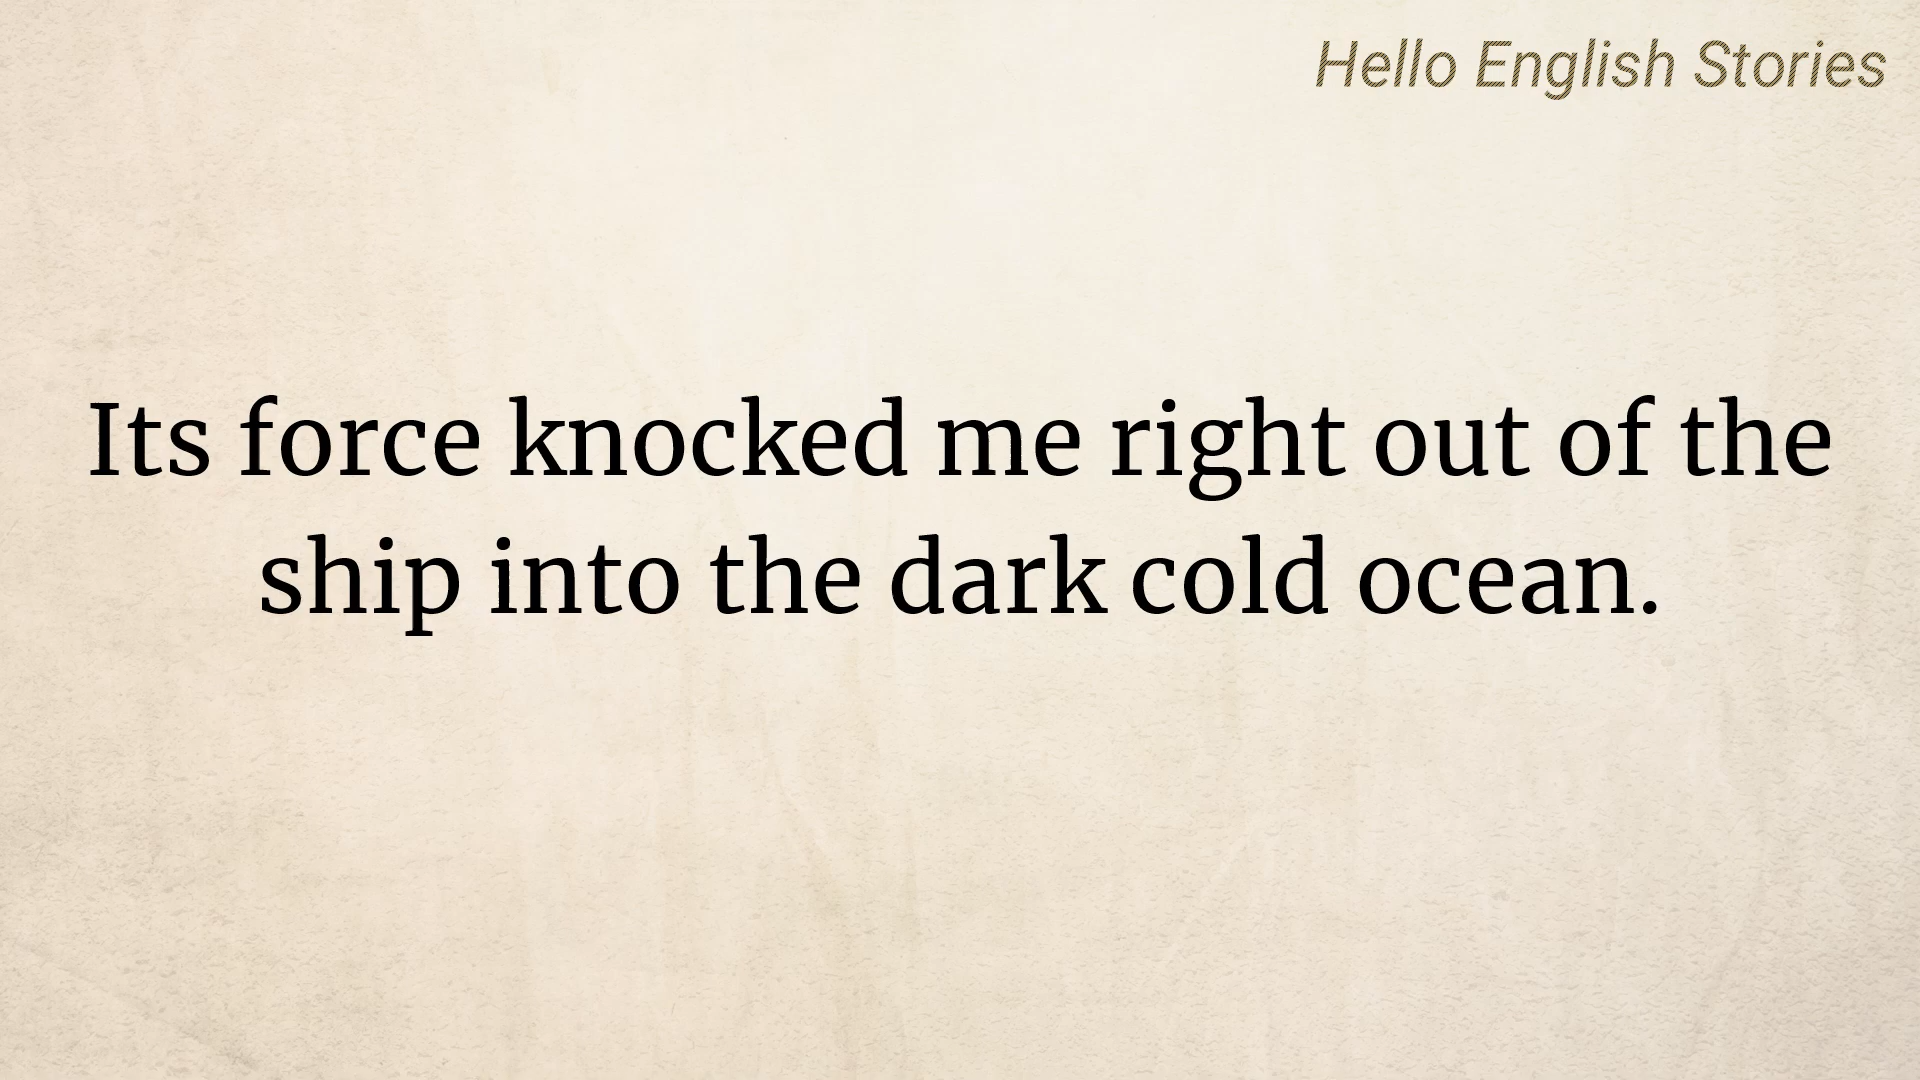 Hello English Stories
Its force knocked me right out of the
ship into the dark cold ocean.